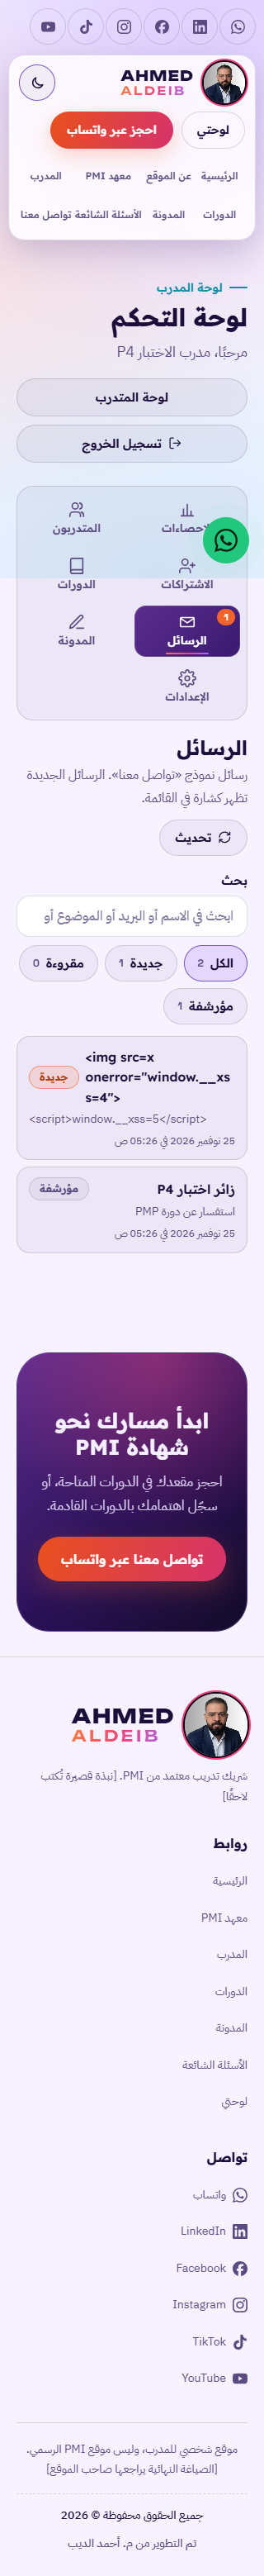 AHMED
ALDEIB
لوحتي
احجز عبر واتساب
الرئيسية
عن الموقع
معهد PMI
المدرب
الدورات
المدونة
الأسئلة الشائعة
تواصل معنا
لوحة المدرب
لوحة التحكم
مرحبًا، مدرب الاختبار P4
لوحة المتدرب
تسجيل الخروج
المتدربون
الاشتراكات
الدورات
1
الرسائل
المدونة
الإعدادات
الرسائل
رسائل نموذج «تواصل معنا». الرسائل الجديدة
تظهر كشارة في القائمة.
تحديث
بحث
ابحث في الاسم أو البريد أو الموضوع أو
الكل 2
جديدة 1
مقروءة 0
مؤرشفة 1
<img src=x
onerror="window.__xs
s=4">
جديدة
<script>window.__xss=5</script>
25 نوفمبر 2026 في 05:26 ص
زائر اختبار P4
مؤرشفة
استفسار عن دورة PMP
25 نوفمبر 2026 في 05:26 ص
ابدأ مسارك نحو
شهادة PMI
احجز مقعدك في الدورات المتاحة، أو
سجّل اهتمامك بالدورات القادمة.
تواصل معنا عبر واتساب
AHMED
ALDEIB
شريك تدريب معتمد من PMI. [نبذة قصيرة تُكتب
لاحقًا]
روابط
الرئيسية
معهد PMI
المدرب
الدورات
المدونة
الأسئلة الشائعة
لوحتي
تواصل
واتساب
LinkedIn
Facebook
Instagram
TikTok
YouTube
موقع شخصي للمدرب، وليس موقع PMI الرسمي.
[الصياغة النهائية يراجعها صاحب الموقع]
جميع الحقوق محفوظة © 2026
تم التطوير من م. أحمد الديب